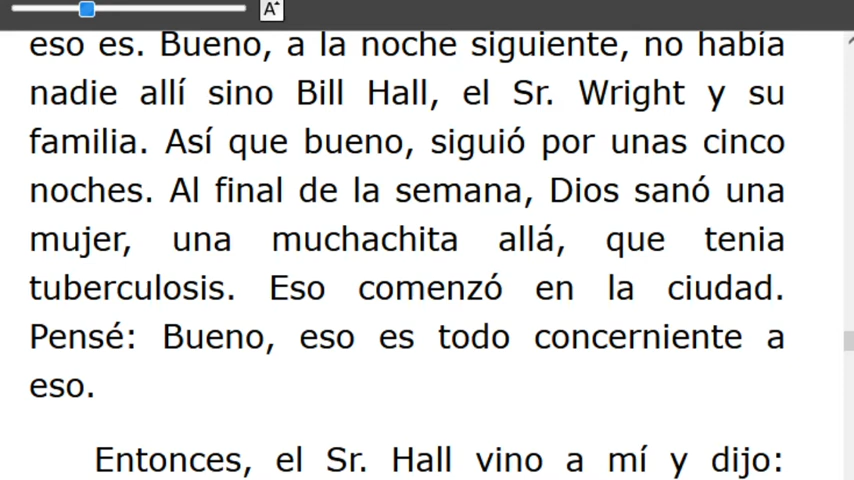 A
eso es. Bueno, a la noche siguiente, no había
nadie allí sino Bill Hall, el Sr. Wright y su
familia. Así que bueno, siguió por unas cinco
noches. Al final de la semana, Dios sanó una
mujer, una muchachita allá, que tenia
tuberculosis. Eso comenzó en la ciudad.
Pensé: Bueno, eso es todo concerniente a
eso.
Entonces, el Sr. Hall vino a mí y dijo: